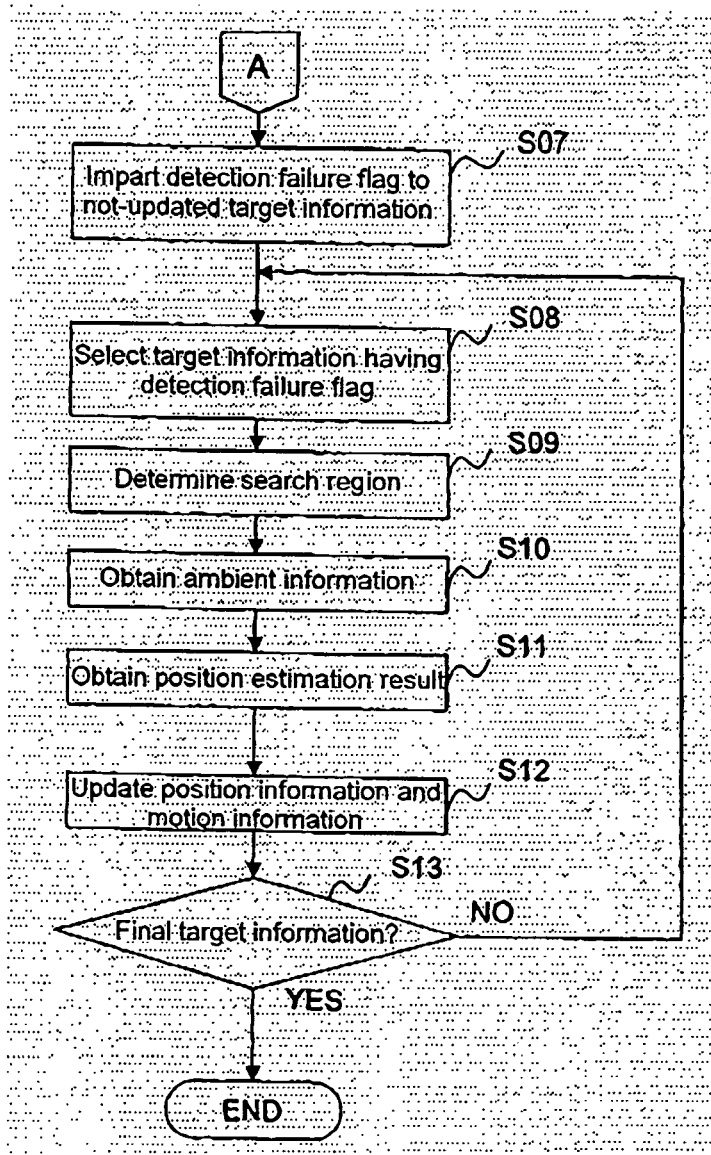 A
S07
Impart detection failure flag to
not-updated target information
S08
Select target information having
detection failure flag
S09
Determine search region
S10
Obtain ambient information
S11
Obtain position estimation result
S12
Update position information and
motion information
S13
Final target information?
NO
YES
END